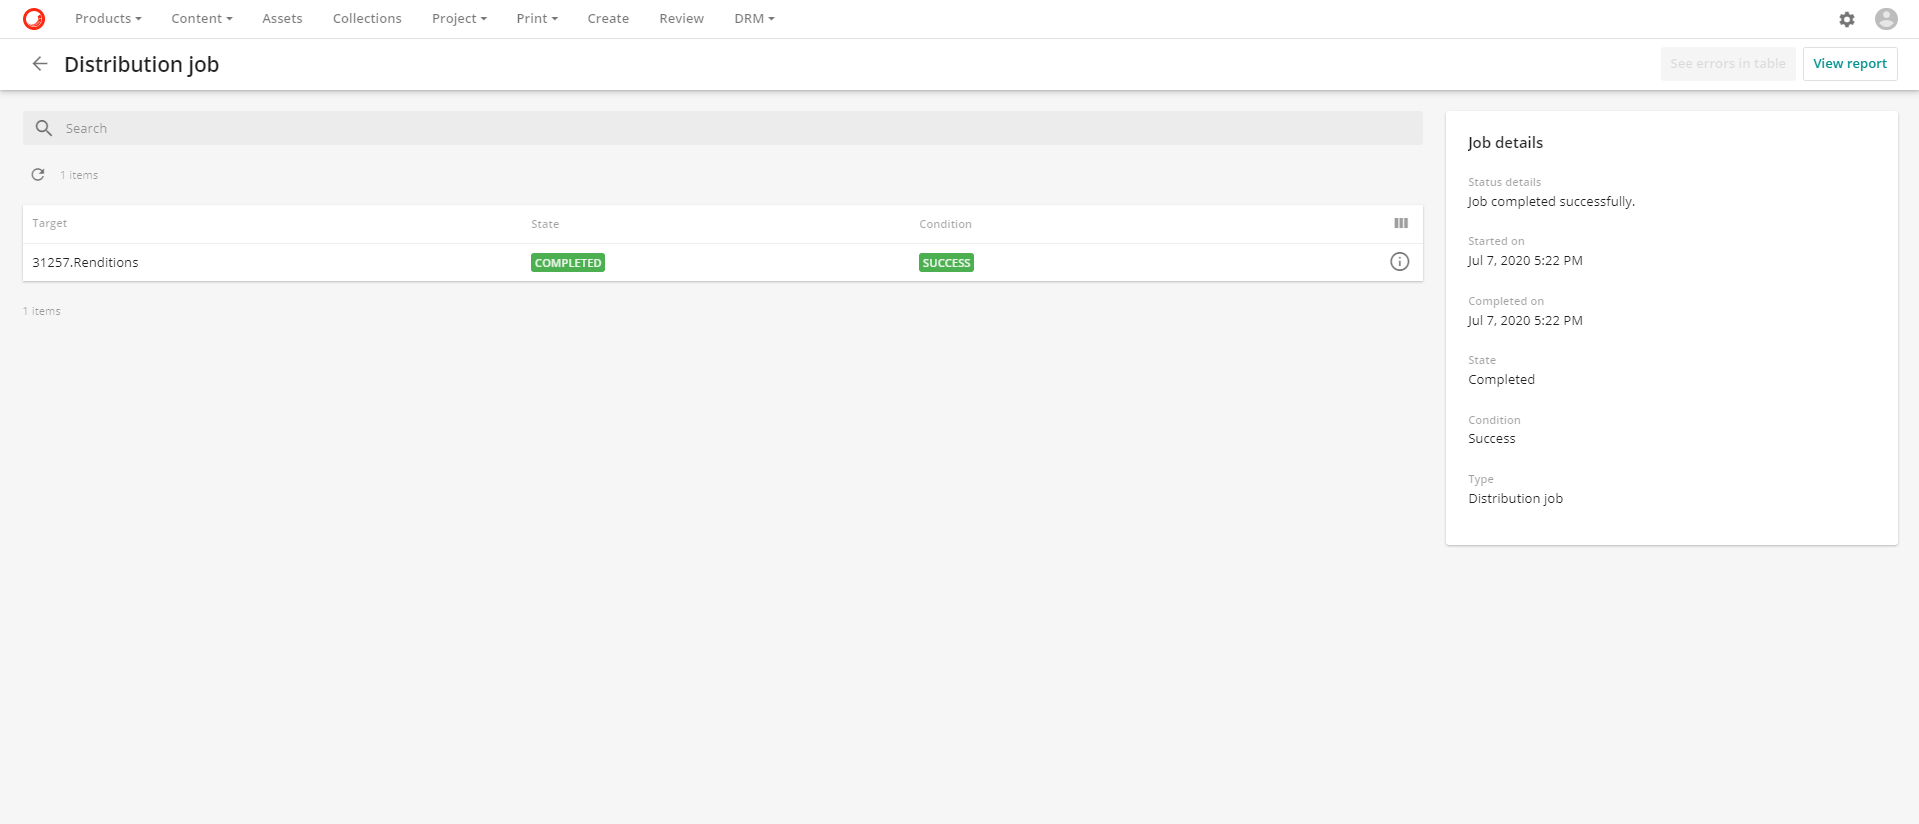 Products Content Assets Collections Project Print Create Review DRM
Distribution job
See errors in table View report
Search
1 items
Target State Condition
31257.Renditions COMPLETED SUCCESS
1 items
Job details
Status details
Job completed successfully.
Started on
Jul 7, 2020 5:22 PM
Completed on
Jul 7, 2020 5:22 PM
State
Completed
Condition
Success
Type
Distribution job